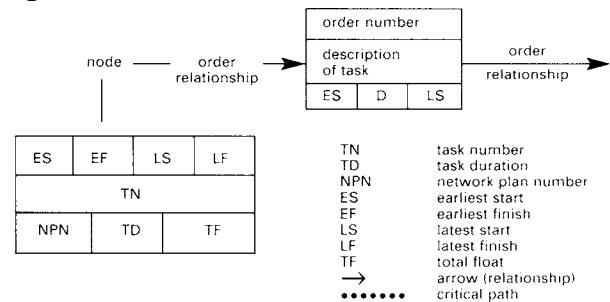 order number
description
of task
ES D LS
node
order
relationship
order
relationship
ES EF LS LF
TN
NPN TD TF
TN task number
TD task duration
NPN network plan number
ES earliest start
EF earliest finish
LS latest start
LF latest finish
TF total float
→ arrow (relationship)
••••••• critical path